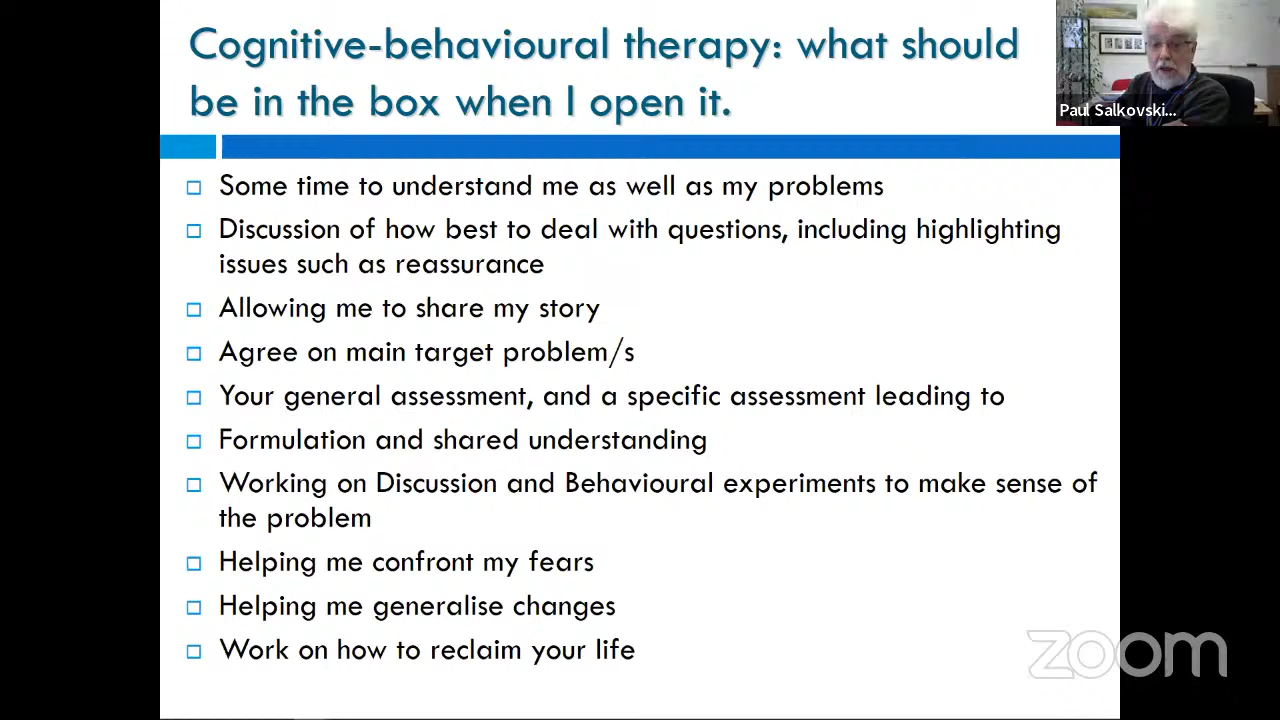 Cognitive-behavioural therapy: what should
be in the box when I open it.
Paul Salkovski...
Some time to understand me as well as my problems
Discussion of how best to deal with questions, including highlighting
issues such as reassurance
Allowing me to share my story
Agree on main target problem/s
Your general assessment, and a specific assessment leading to
Formulation and shared understanding
Working on Discussion and Behavioural experiments to make sense of
the problem
Helping me confront my fears
Helping me generalise changes
Work on how to reclaim your life
zoom